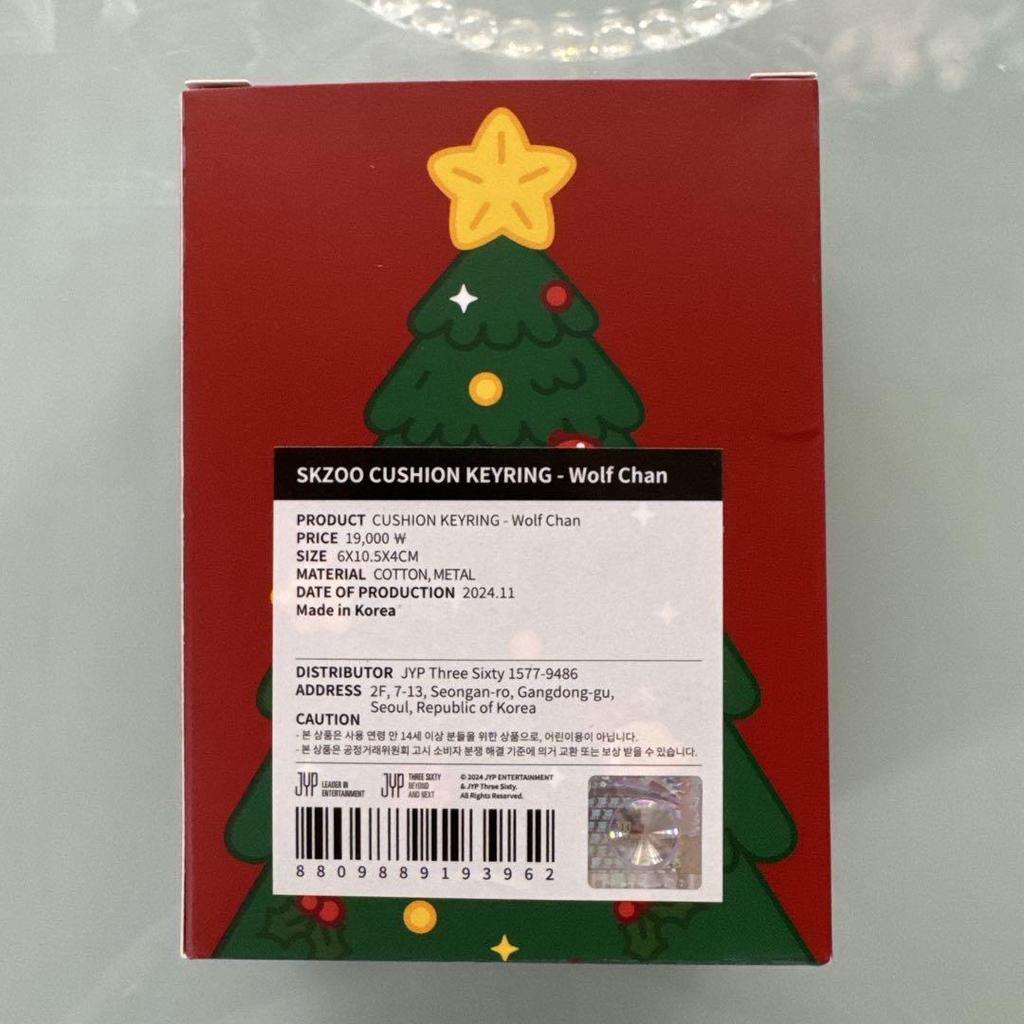 SKZOO CUSHION KEYRING - Wolf Chan
PRODUCT CUSHION KEYRING - Wolf Chan
PRICE 19,000 ₩
SIZE 6X10.5X4CM
MATERIAL COTTON, METAL
DATE OF PRODUCTION 2024.11
Made in Korea
DISTRIBUTOR JYP Three Sixty 1577-9486
ADDRESS 2F, 7-13, Seongan-ro, Gangdong-gu,
Seoul, Republic of Korea
CAUTION
- 본 상품은 사용 연령 만 14세 이상 분들을 위한 상품으로, 어린이용이 아닙니다.
- 본 상품은 공정거래위원회 고시 소비자 분쟁 해결 기준에 의거 교환 또는 보상 받을 수 있습니다.
JYP LEADER IN ENTERTAINMENT
JYP THREE SIXTY BEYOND AND NEXT
© 2024 JYP ENTERTAINMENT
& JYP Three Sixty.
All Rights Reserved.
8809889193962